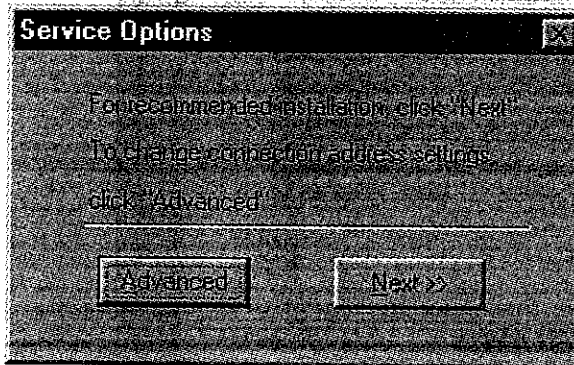 Service Options
For recommended installation, click "Next".
To change connection address settings,
click "Advanced"
Advanced
Next >>